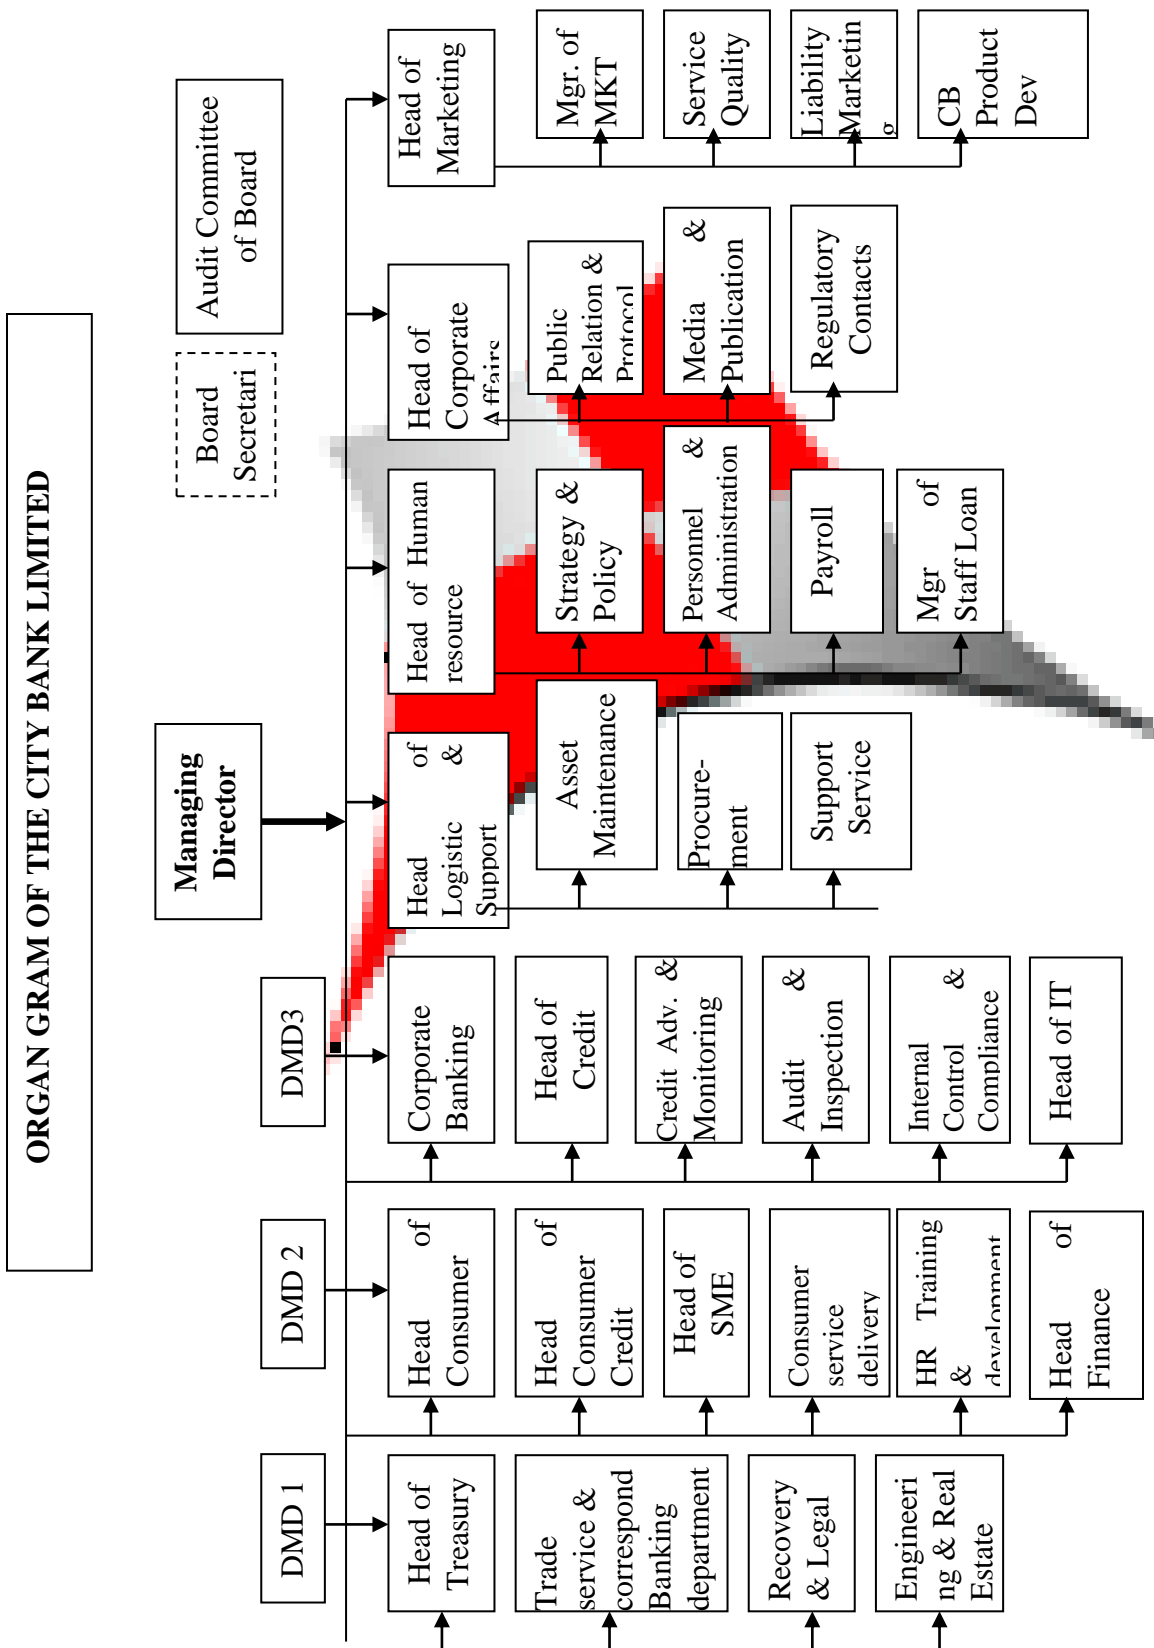 ORGAN GRAM OF THE CITY BANK LIMITED
Managing
Director
Board
Secretari
Audit Committee
of Board
DMD 1
DMD 2
DMD3
Head of
Treasury
Trade
service &
correspond
Banking
department
Recovery
& Legal
Engineeri
ng & Real
Estate
Head of
Consumer
Head of
Consumer
Credit
Head of
SME
Consumer
service
delivery
HR Training
&
development
Head of
Finance
Corporate
Banking
Head of
Credit
Credit Adv. &
Monitoring
Audit &
Inspection
Internal
Control &
Compliance
Head of IT
Head of
Logistic &
Support
Asset
Maintenance
Procure-
ment
Support
Service
Head of Human
resource
Strategy &
Policy
Personnel &
Administration
Payroll
Mgr of
Staff Loan
Head of
Corporate
Affairs
Public
Relation &
Protocol
Media &
Publication
Regulatory
Contacts
Head of
Marketing
Mgr. of
MKT
Service
Quality
Liability
Marketin
g
CB
Product
Dev